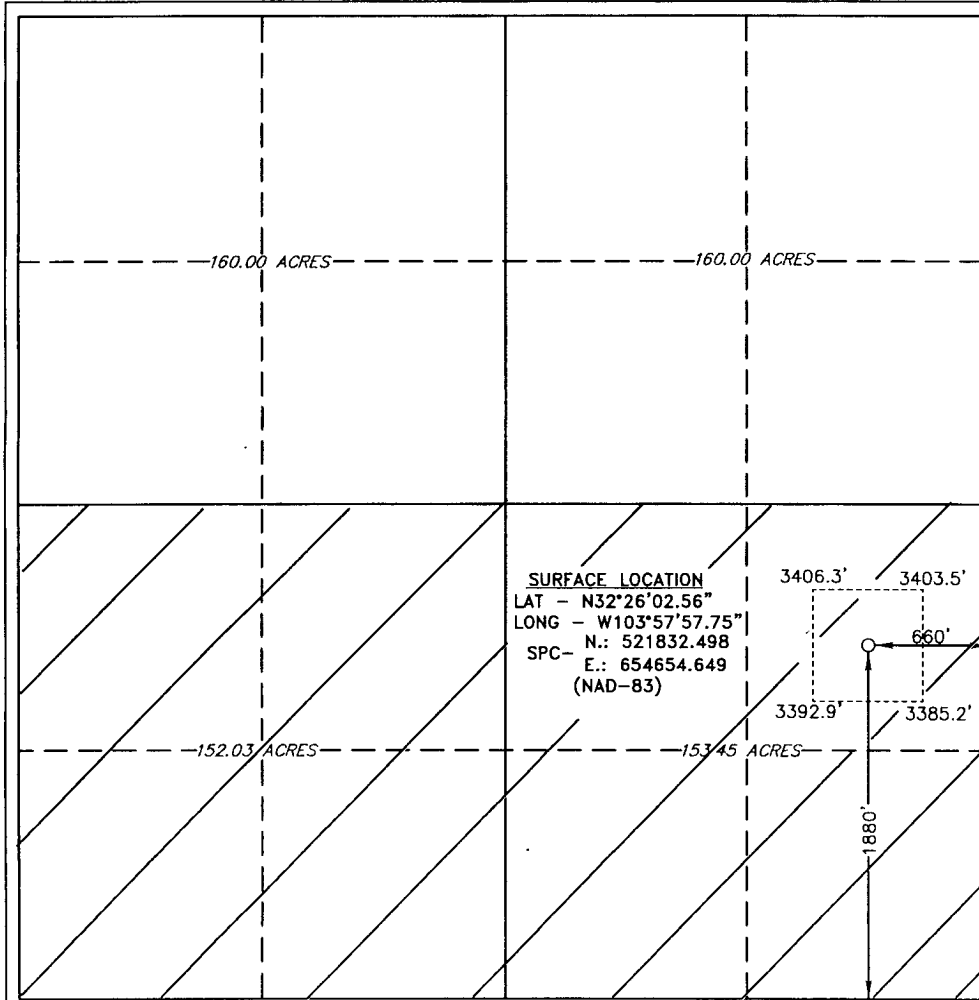 160.00 ACRES
160.00 ACRES
SURFACE LOCATION
LAT - N32°26'02.56"
LONG - W103°57'57.75"
SPC- N.: 521832.498
E.: 654654.649
(NAD-83)
3406.3' 3403.5'
660'
3392.9' 3385.2'
152.03 ACRES
153.45 ACRES
1880'